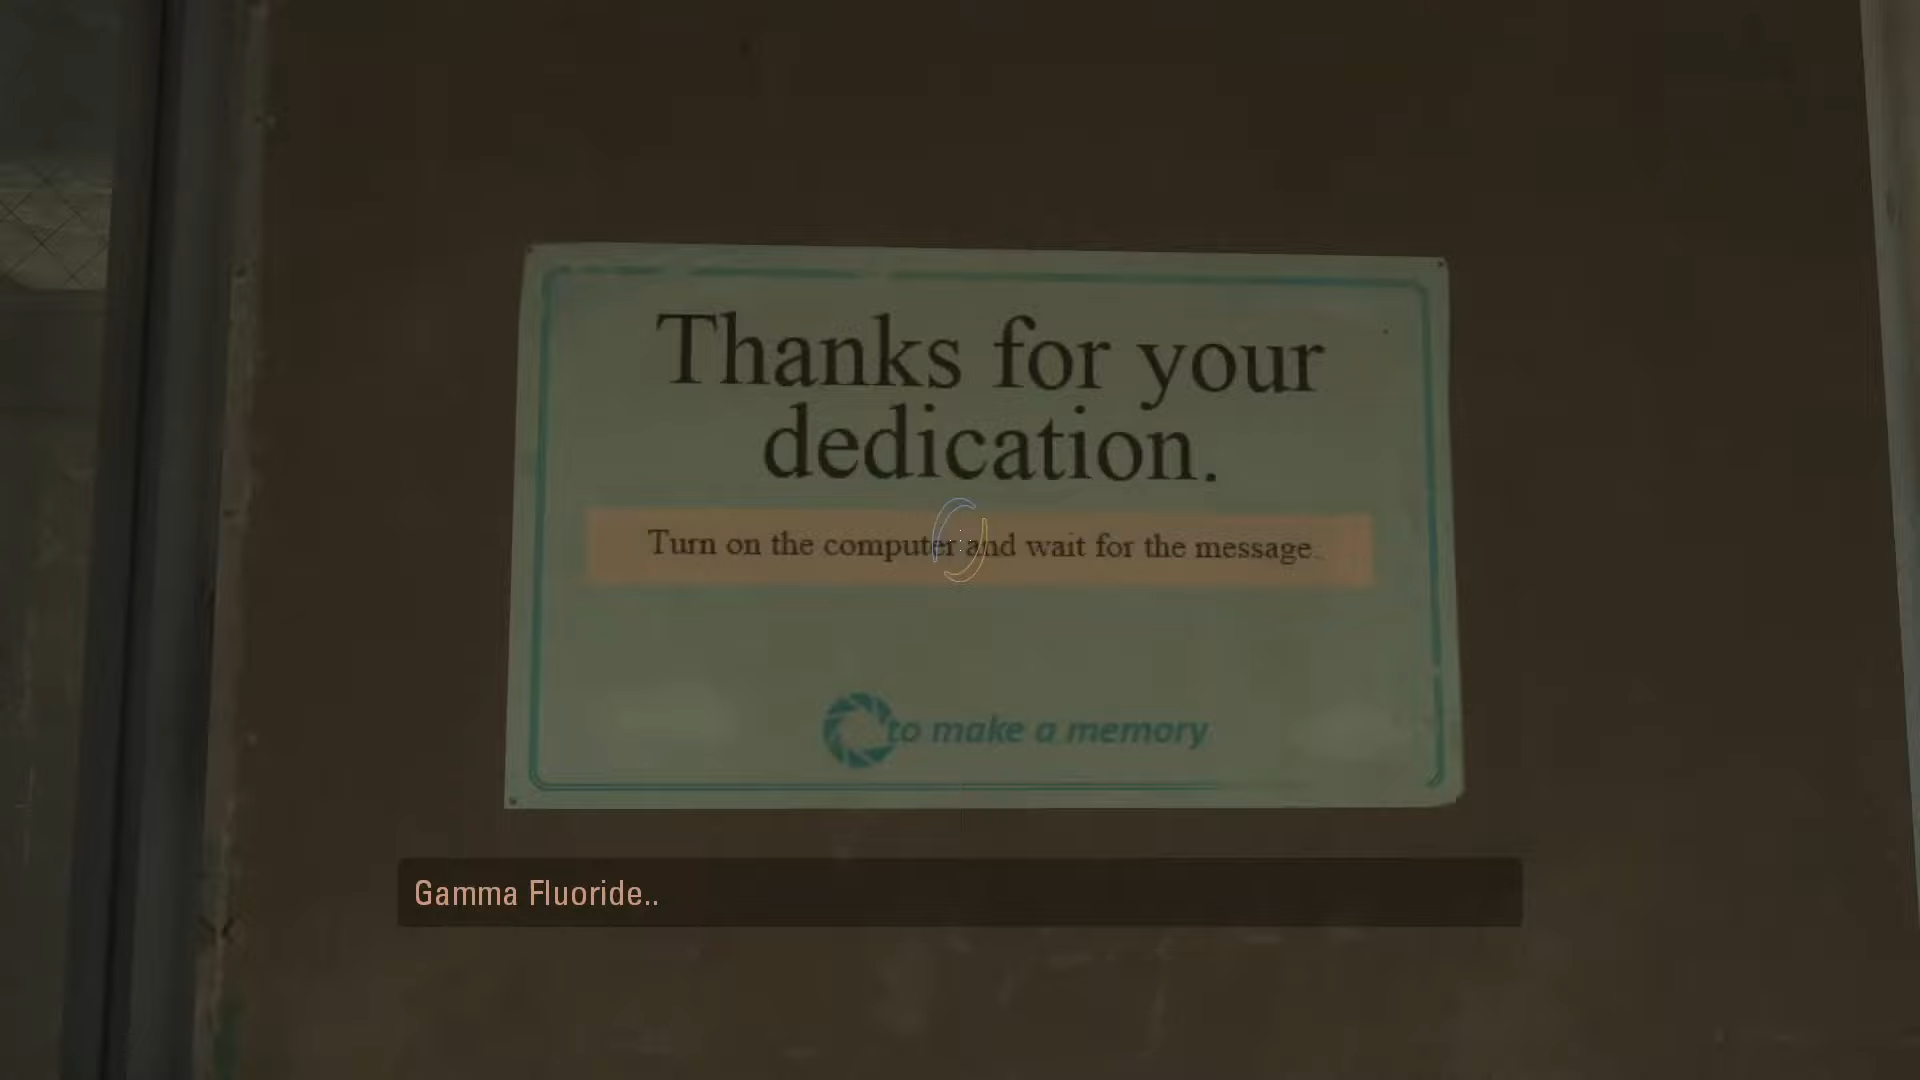 Thanks for your
dedication.
Turn on the computer and wait for the message..
to make a memory
Gamma Fluoride..